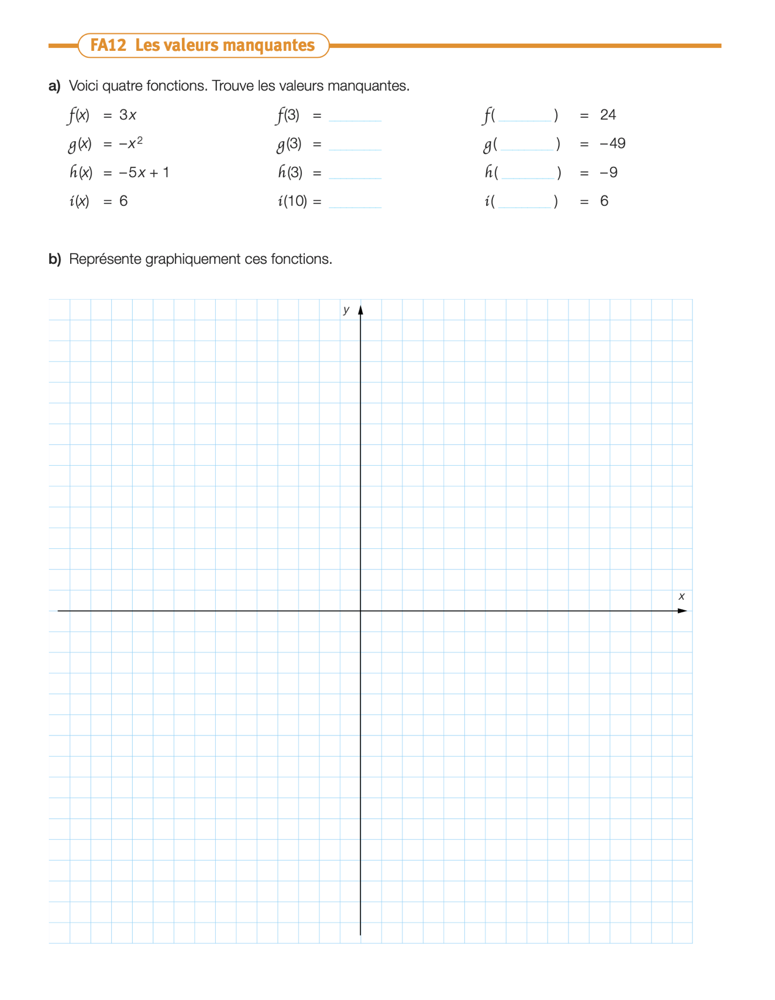 FA12 Les valeurs manquantes
a) Voici quatre fonctions. Trouve les valeurs manquantes.
f(x) = 3x f(3) = ______ f( ______ ) = 24
g(x) = –x² g(3) = ______ g( ______ ) = –49
h(x) = –5x + 1 h(3) = ______ h( ______ ) = –9
i(x) = 6 i(10) = ______ i( ______ ) = 6
b) Représente graphiquement ces fonctions.
y
x